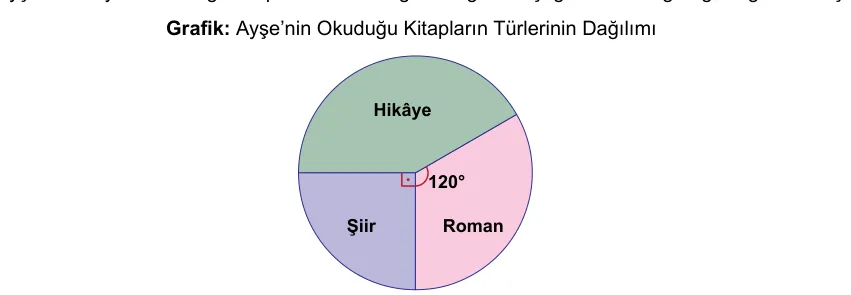 Grafik: Ayşe’nin Okuduğu Kitapların Türlerinin Dağılımı
Hikâye
120°
Şiir
Roman